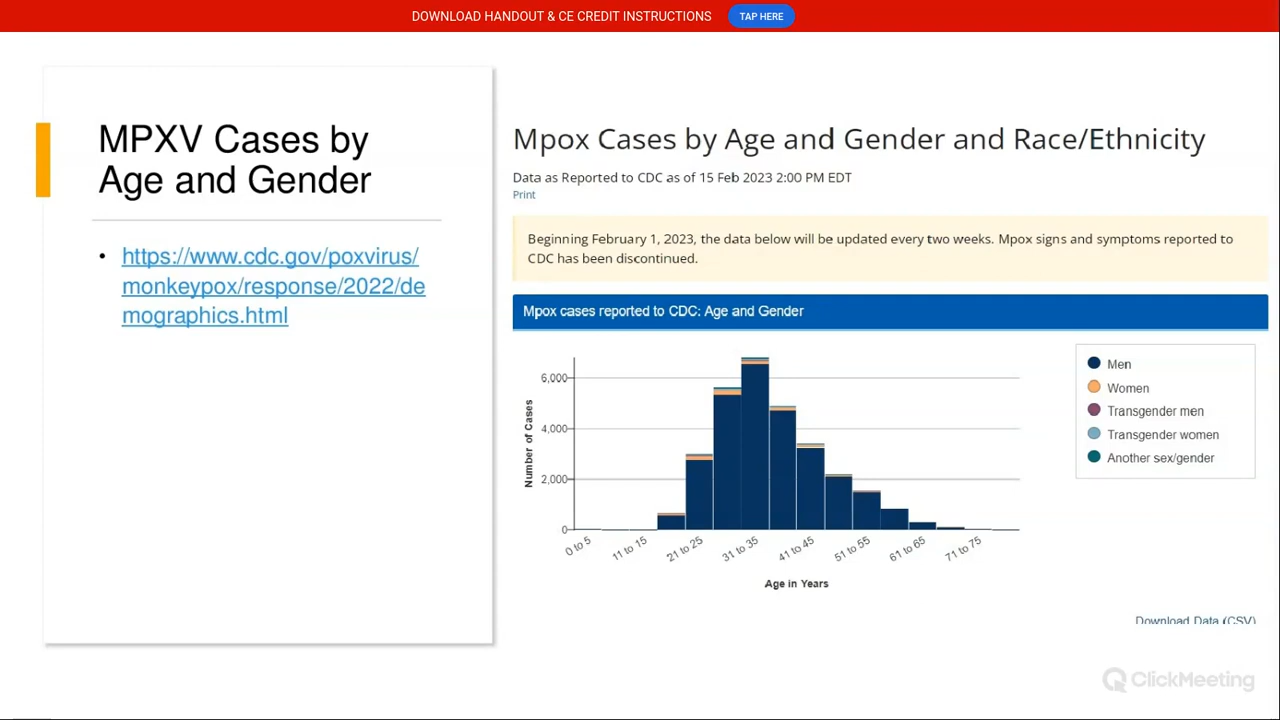 DOWNLOAD HANDOUT & CE CREDIT INSTRUCTIONS TAP HERE
MPXV Cases by
Age and Gender
• https://www.cdc.gov/poxvirus/
monkeypox/response/2022/de
mographics.html
Mpox Cases by Age and Gender and Race/Ethnicity
Data as Reported to CDC as of 15 Feb 2023 2:00 PM EDT
Print
Beginning February 1, 2023, the data below will be updated every two weeks. Mpox signs and symptoms reported to
CDC has been discontinued.
Mpox cases reported to CDC: Age and Gender
Number of Cases
6,000
4,000
2,000
0
0 to 5
11 to 15
21 to 25
31 to 35
41 to 45
51 to 55
61 to 65
71 to 75
Age in Years
Men
Women
Transgender men
Transgender women
Another sex/gender
Download Data (CSV)
ClickMeeting